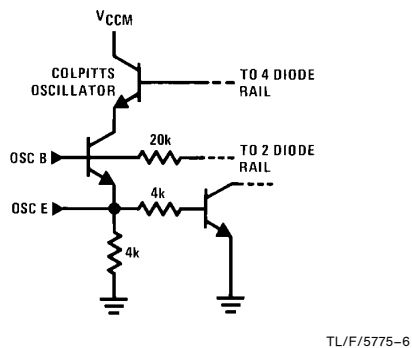 VCCM
COLPITTS
OSCILLATOR
TO 4 DIODE
RAIL
OSC B
20k
TO 2 DIODE
RAIL
OSC E
4k
4k
TL/F/5775–6